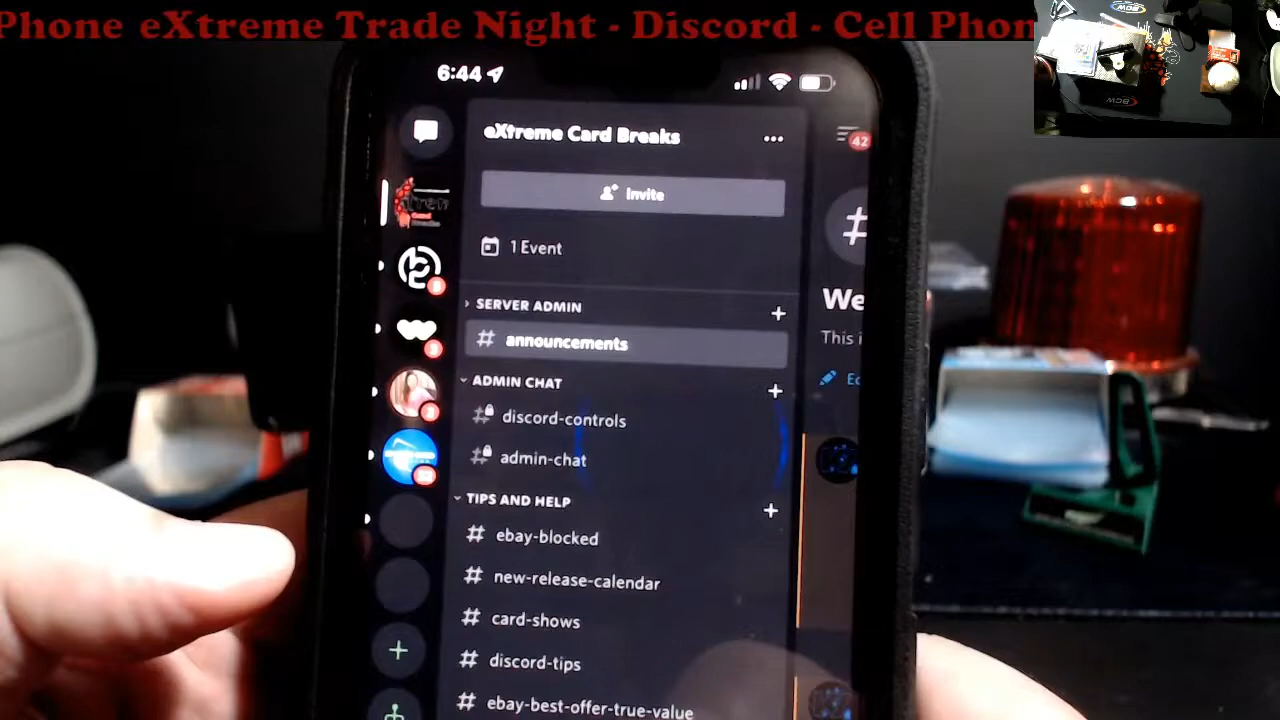 Phone eXtreme Trade Night - Discord - Cell Phon
6:44
eXtreme Card Breaks
42
Invite
1 Event
SERVER ADMIN
# announcements
We
This i
ADMIN CHAT
discord-controls
admin-chat
TIPS AND HELP
# ebay-blocked
# new-release-calendar
# card-shows
# discord-tips
# ebay-best-offer-true-value
BCW
BCW